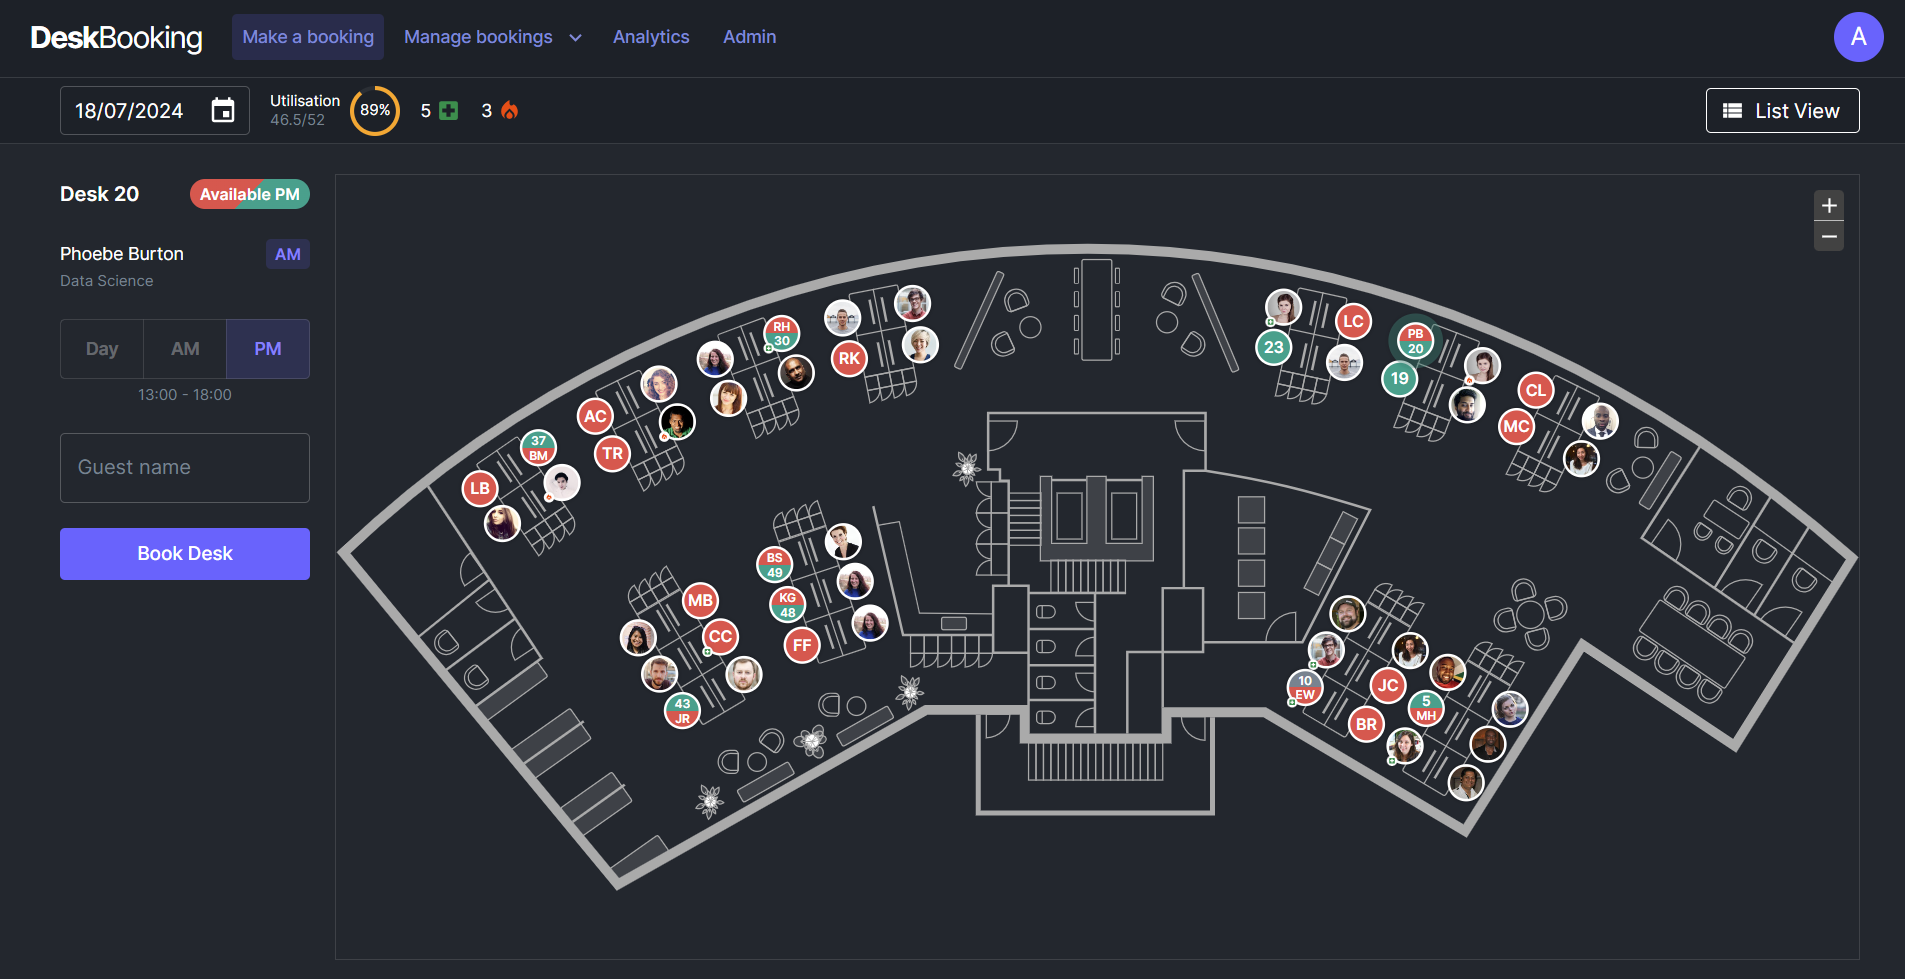 DeskBooking
Make a booking
Manage bookings
Analytics
Admin
A
18/07/2024
Utilisation
46.5/52
89%
5
3
List View
Desk 20
Available PM
Phoebe Burton
AM
Data Science
Day
AM
PM
13:00 - 18:00
Guest name
Book Desk
+
−
RH
30
RK
LC
23
PB
20
19
CL
MC
AC
TR
37
BM
LB
BS
49
KG
48
FF
MB
CC
43
JR
10
EW
JC
5
MH
BR